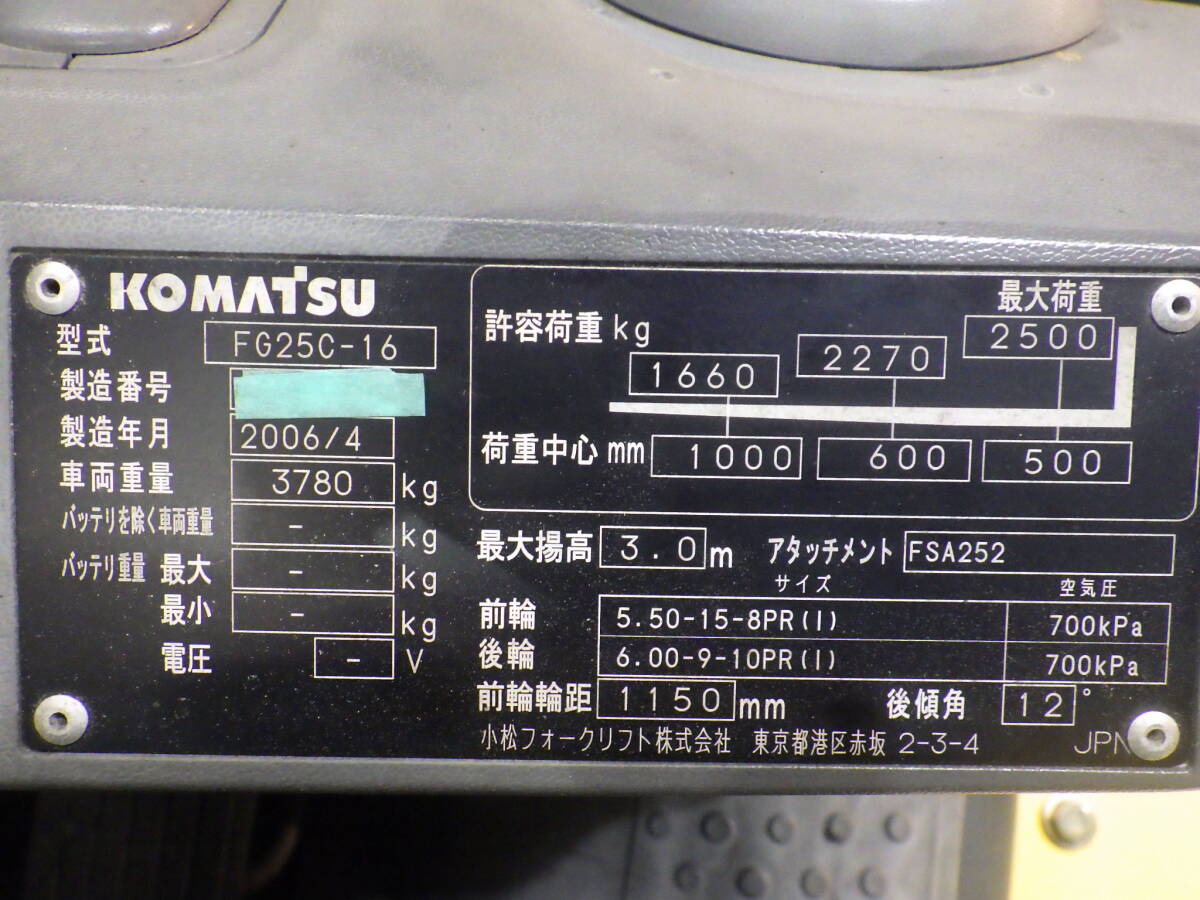 KOMATSU
型式 FG25C-16
製造番号
製造年月 2006/4
車両重量 3780 kg
バッテリを除く車両重量 - kg
バッテリ重量 最大 - kg
最小 - kg
電圧 - V
最大荷重
許容荷重 kg 1660 2270 2500
荷重中心 mm 1000 600 500
最大揚高 3.0 m アタッチメント FSA252
サイズ 空気圧
前輪 5.50-15-8PR(I) 700kPa
後輪 6.00-9-10PR(I) 700kPa
前輪輪距 1150 mm 後傾角 12°
小松フォークリフト株式会社 東京都港区赤坂 2-3-4 JPN